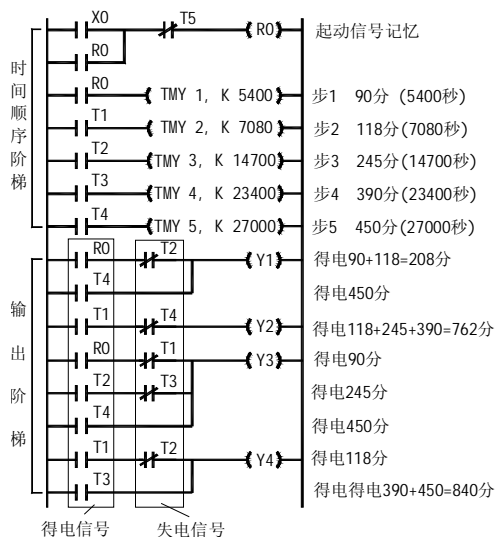 X0 T5 R0 起动信号记忆
R0
R0 TMY 1, K 5400 步1 90分 (5400秒)
T1 TMY 2, K 7080 步2 118分(7080秒)
T2 TMY 3, K 14700 步3 245分(14700秒)
T3 TMY 4, K 23400 步4 390分(23400秒)
T4 TMY 5, K 27000 步5 450分(27000秒)
时间顺序阶梯
R0 T2 Y1 得电90+118=208分
T4 得电450分
T1 T4 Y2 得电118+245+390=762分
R0 T1 Y3 得电90分
T2 T3 得电245分
T4 得电450分
T1 T2 Y4 得电118分
T3 得电得电390+450=840分
输出阶梯
得电信号 失电信号